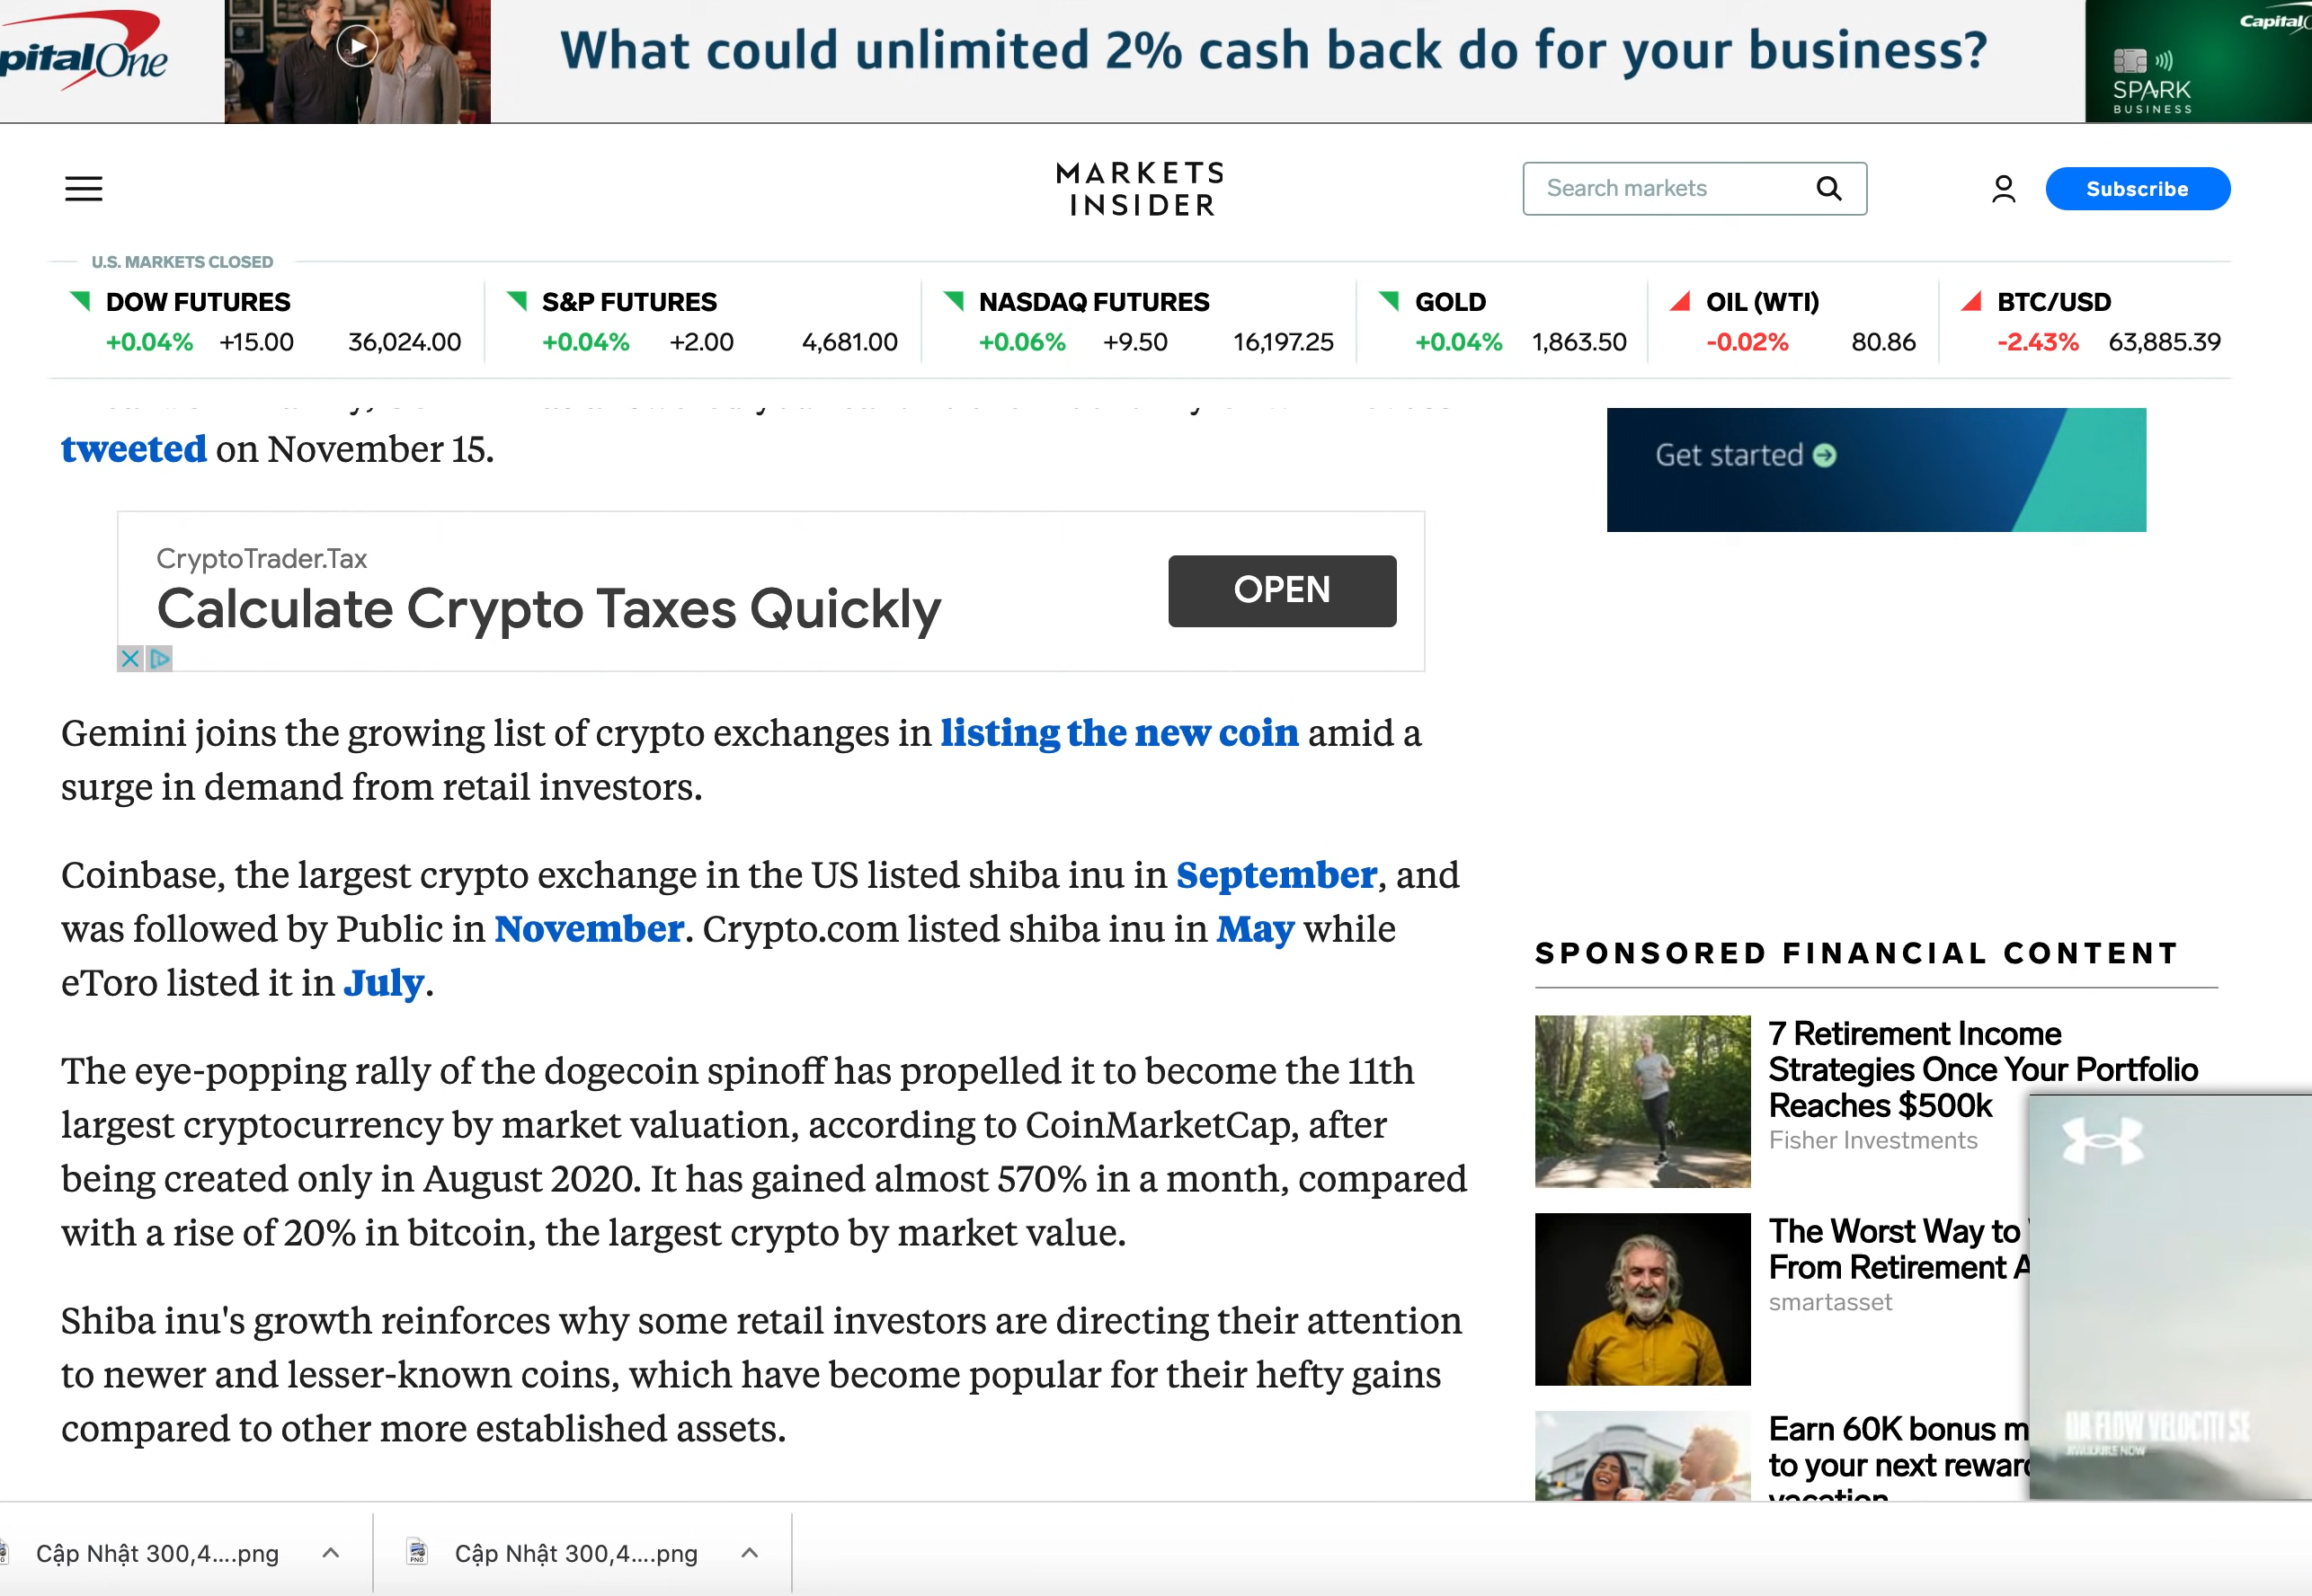 pitalOne
What could unlimited 2% cash back do for your business?
Capital
SPARK
BUSINESS
MARKETS
INSIDER
Search markets
Subscribe
U.S. MARKETS CLOSED
DOW FUTURES
+0.04% +15.00 36,024.00
S&P FUTURES
+0.04% +2.00 4,681.00
NASDAQ FUTURES
+0.06% +9.50 16,197.25
GOLD
+0.04% 1,863.50
OIL (WTI)
-0.02% 80.86
BTC/USD
-2.43% 63,885.39
tweeted on November 15.
Get started
CryptoTrader.Tax
Calculate Crypto Taxes Quickly
OPEN
Gemini joins the growing list of crypto exchanges in listing the new coin amid a
surge in demand from retail investors.
Coinbase, the largest crypto exchange in the US listed shiba inu in September, and
was followed by Public in November. Crypto.com listed shiba inu in May while
eToro listed it in July.
The eye-popping rally of the dogecoin spinoff has propelled it to become the 11th
largest cryptocurrency by market valuation, according to CoinMarketCap, after
being created only in August 2020. It has gained almost 570% in a month, compared
with a rise of 20% in bitcoin, the largest crypto by market value.
Shiba inu's growth reinforces why some retail investors are directing their attention
to newer and lesser-known coins, which have become popular for their hefty gains
compared to other more established assets.
SPONSORED FINANCIAL CONTENT
7 Retirement Income
Strategies Once Your Portfolio
Reaches $500k
Fisher Investments
The Worst Way to
From Retirement A
smartasset
Earn 60K bonus m
to your next reward
vacation
UA FLOW VELOCITI SE
AVAILABLE NOW
Cập Nhật 300,4....png
PNG
Cập Nhật 300,4....png